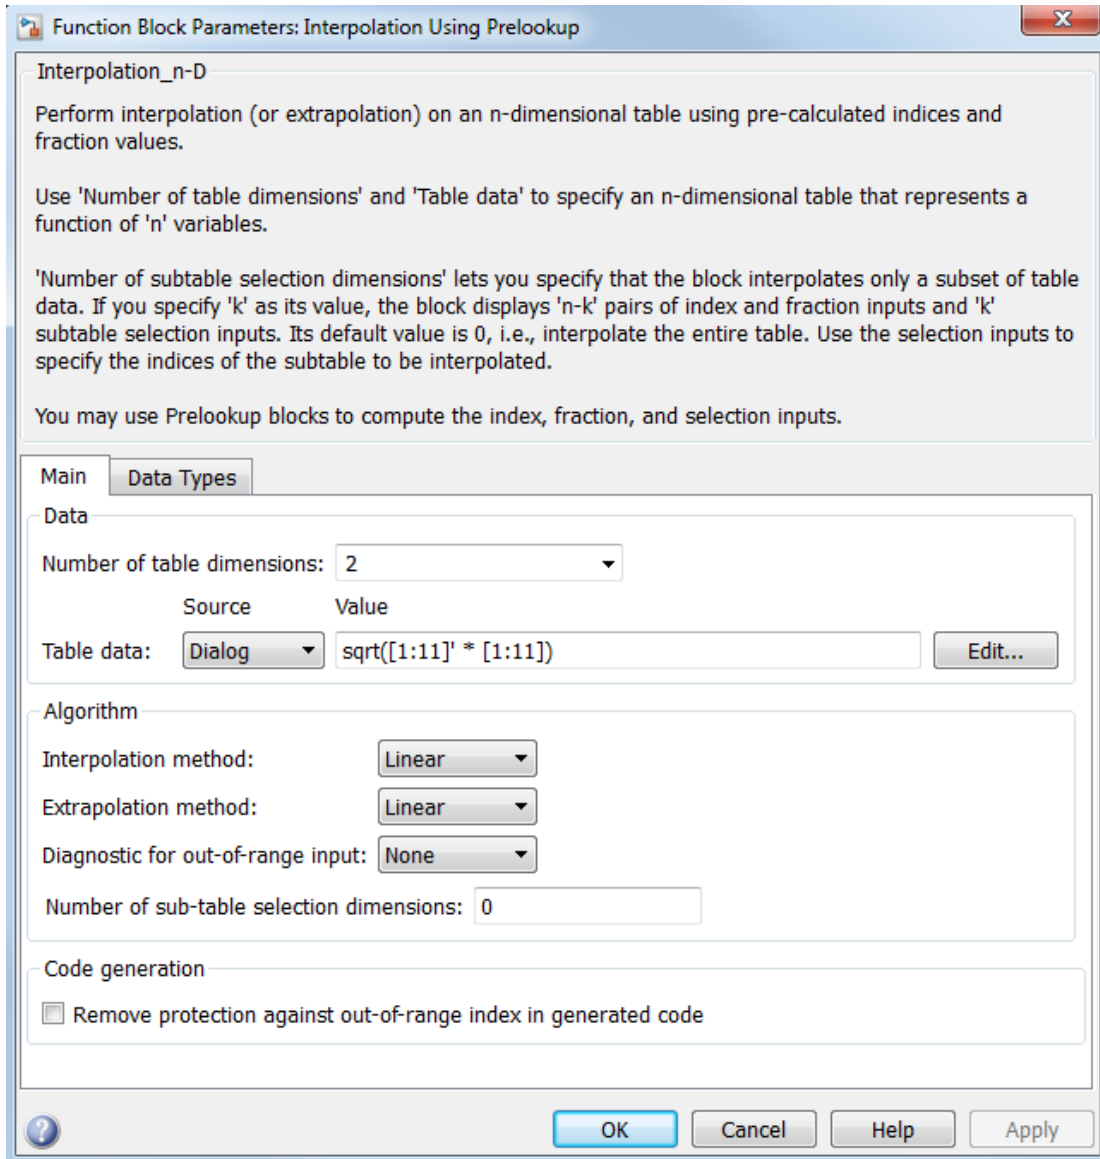 Function Block Parameters: Interpolation Using Prelookup
Interpolation_n-D
Perform interpolation (or extrapolation) on an n-dimensional table using pre-calculated indices and
fraction values.
Use 'Number of table dimensions' and 'Table data' to specify an n-dimensional table that represents a
function of 'n' variables.
'Number of subtable selection dimensions' lets you specify that the block interpolates only a subset of table
data. If you specify 'k' as its value, the block displays 'n-k' pairs of index and fraction inputs and 'k'
subtable selection inputs. Its default value is 0, i.e., interpolate the entire table. Use the selection inputs to
specify the indices of the subtable to be interpolated.
You may use Prelookup blocks to compute the index, fraction, and selection inputs.
Main Data Types
Data
Number of table dimensions: 2
Source Value
Table data: Dialog sqrt([1:11]' * [1:11]) Edit...
Algorithm
Interpolation method: Linear
Extrapolation method: Linear
Diagnostic for out-of-range input: None
Number of sub-table selection dimensions: 0
Code generation
Remove protection against out-of-range index in generated code
? OK Cancel Help Apply